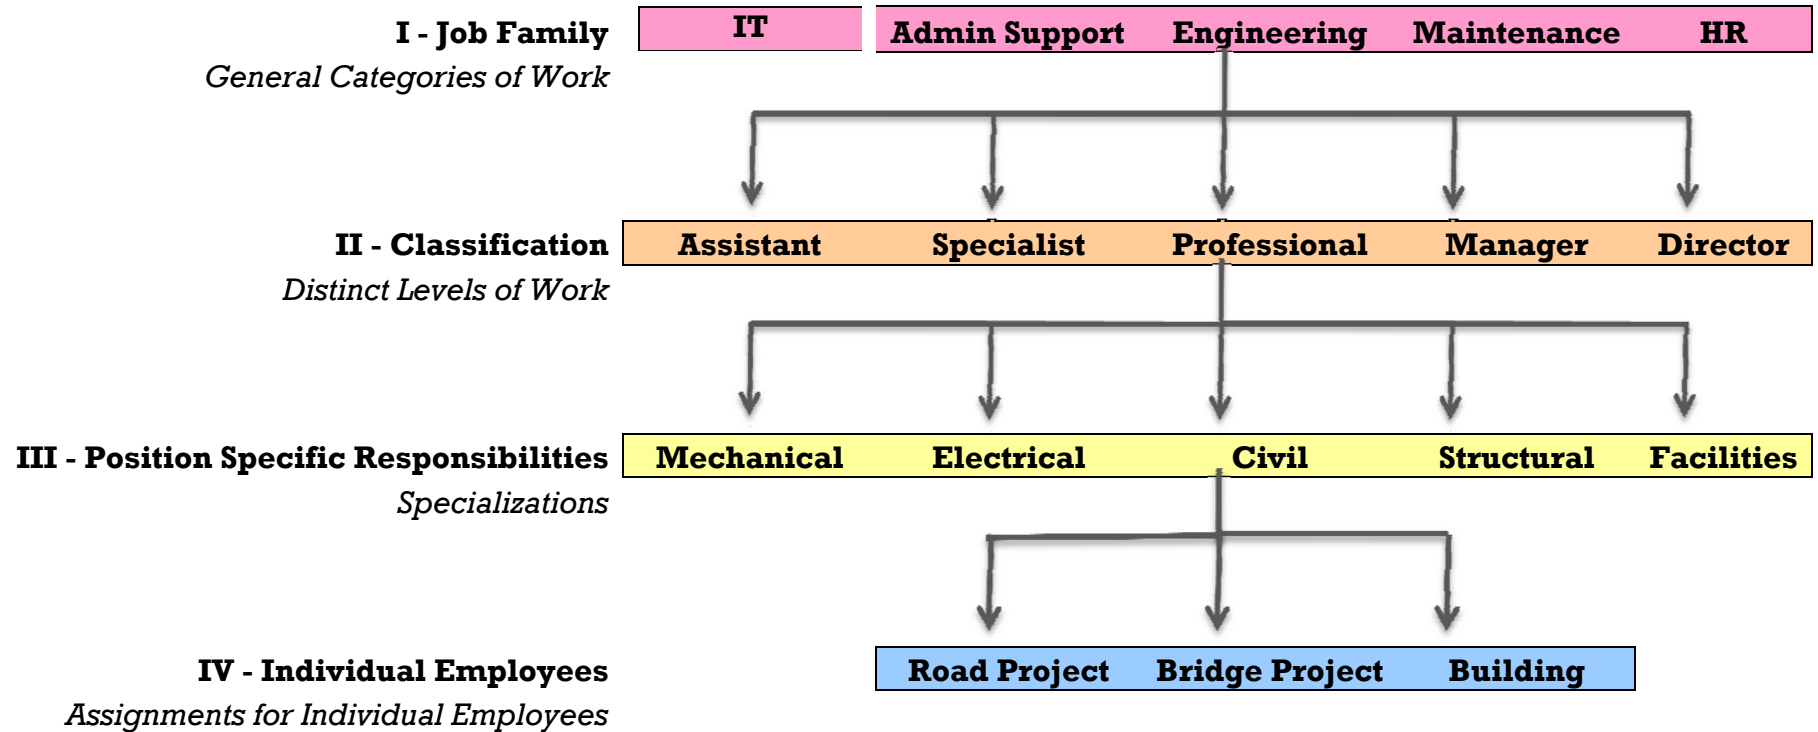 I - Job Family IT Admin Support Engineering Maintenance HR
General Categories of Work
II - Classification Assistant Specialist Professional Manager Director
Distinct Levels of Work
III - Position Specific Responsibilities Mechanical Electrical Civil Structural Facilities
Specializations
IV - Individual Employees Road Project Bridge Project Building
Assignments for Individual Employees